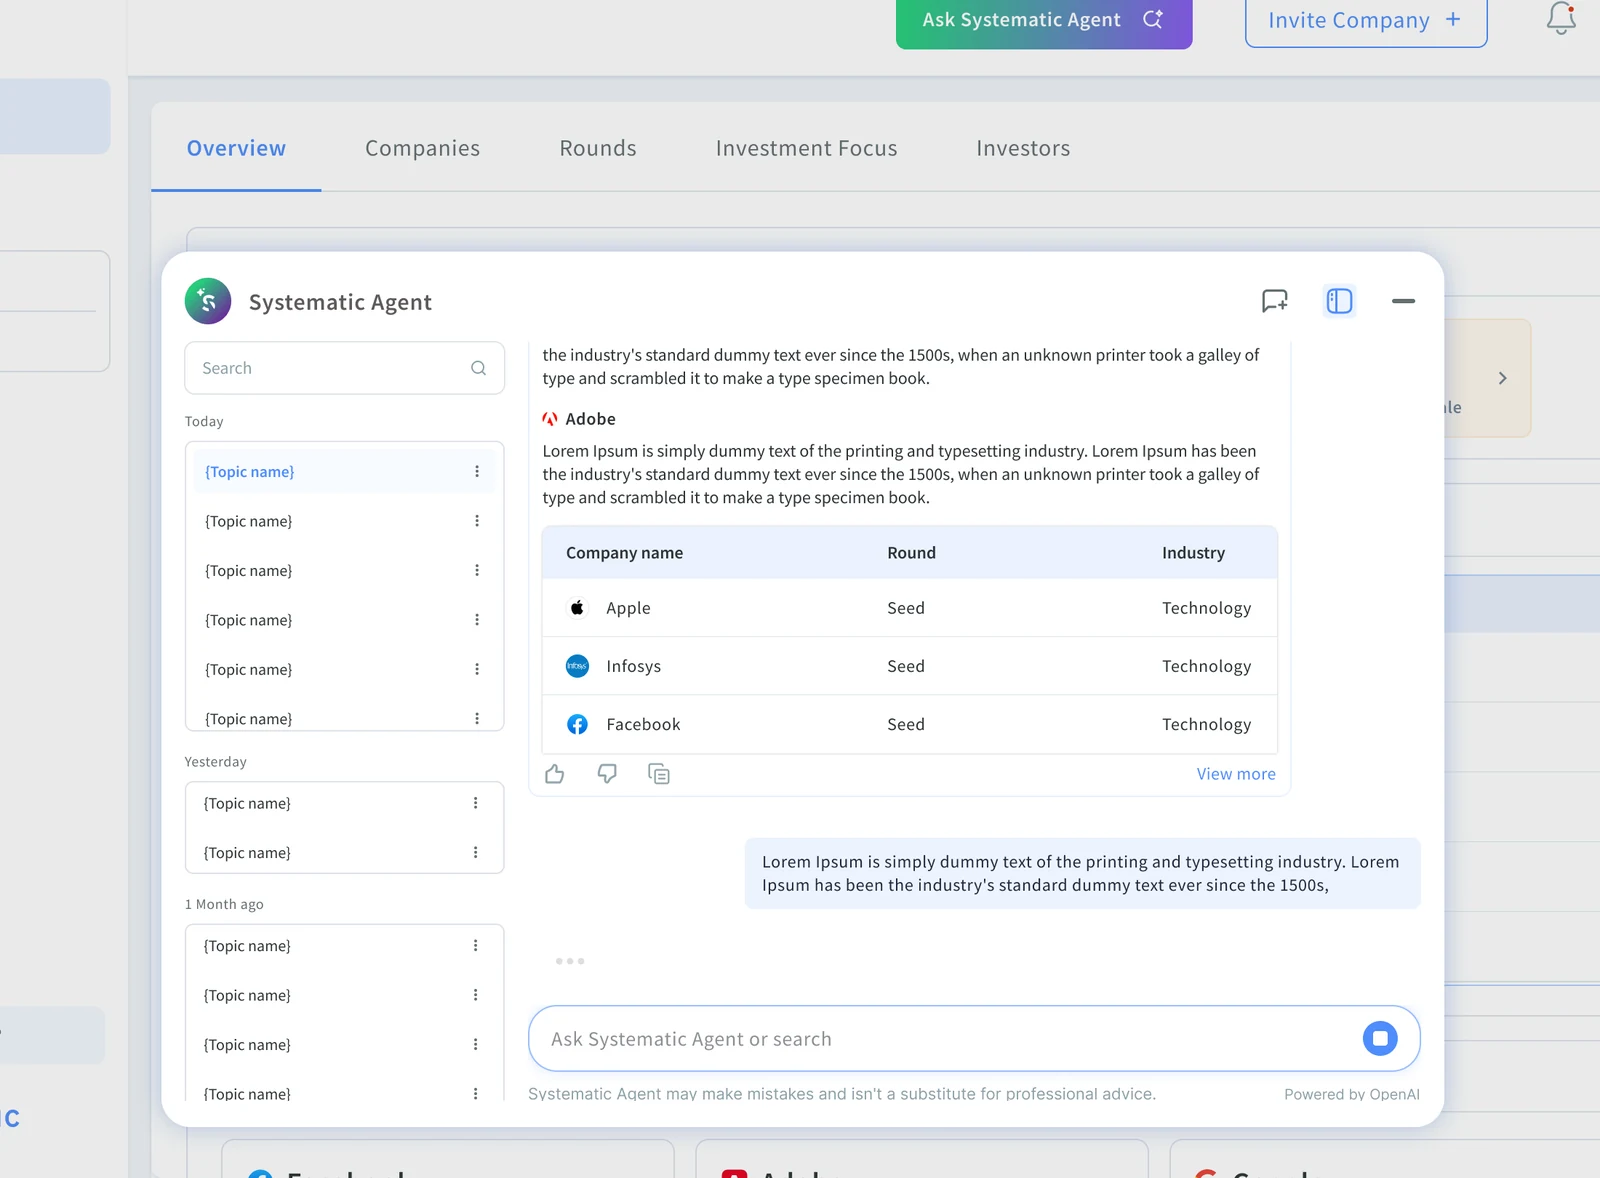 Ask Systematic Agent
Invite Company +
Overview
Companies
Rounds
Investment Focus
Investors
Systematic Agent
Search
Today
{Topic name}
{Topic name}
{Topic name}
{Topic name}
{Topic name}
{Topic name}
Yesterday
{Topic name}
{Topic name}
1 Month ago
{Topic name}
{Topic name}
{Topic name}
{Topic name}
the industry's standard dummy text ever since the 1500s, when an unknown printer took a galley of
type and scrambled it to make a type specimen book.
Adobe
Lorem Ipsum is simply dummy text of the printing and typesetting industry. Lorem Ipsum has been
the industry's standard dummy text ever since the 1500s, when an unknown printer took a galley of
type and scrambled it to make a type specimen book.
Company name Round Industry
Apple Seed Technology
Infosys Infosys Seed Technology
Facebook Seed Technology
View more
Lorem Ipsum is simply dummy text of the printing and typesetting industry. Lorem
Ipsum has been the industry's standard dummy text ever since the 1500s,
Ask Systematic Agent or search
Systematic Agent may make mistakes and isn't a substitute for professional advice.
Powered by OpenAI